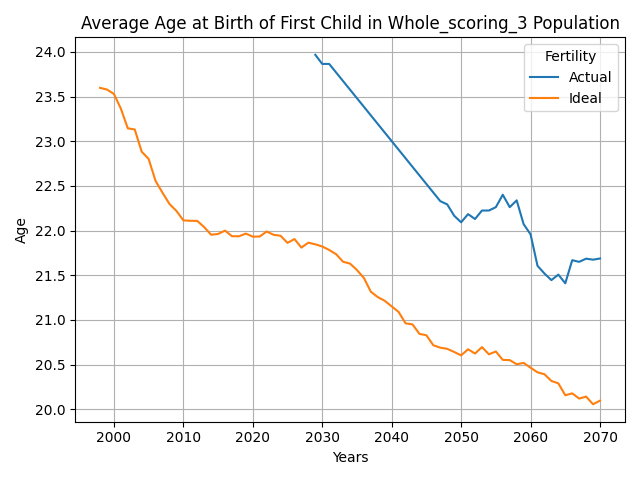 Average Age at Birth of First Child in Whole_scoring_3 Population
Fertility
Actual
Ideal
Age
24.0
23.5
23.0
22.5
22.0
21.5
21.0
20.5
20.0
2000 2010 2020 2030 2040 2050 2060 2070
Years